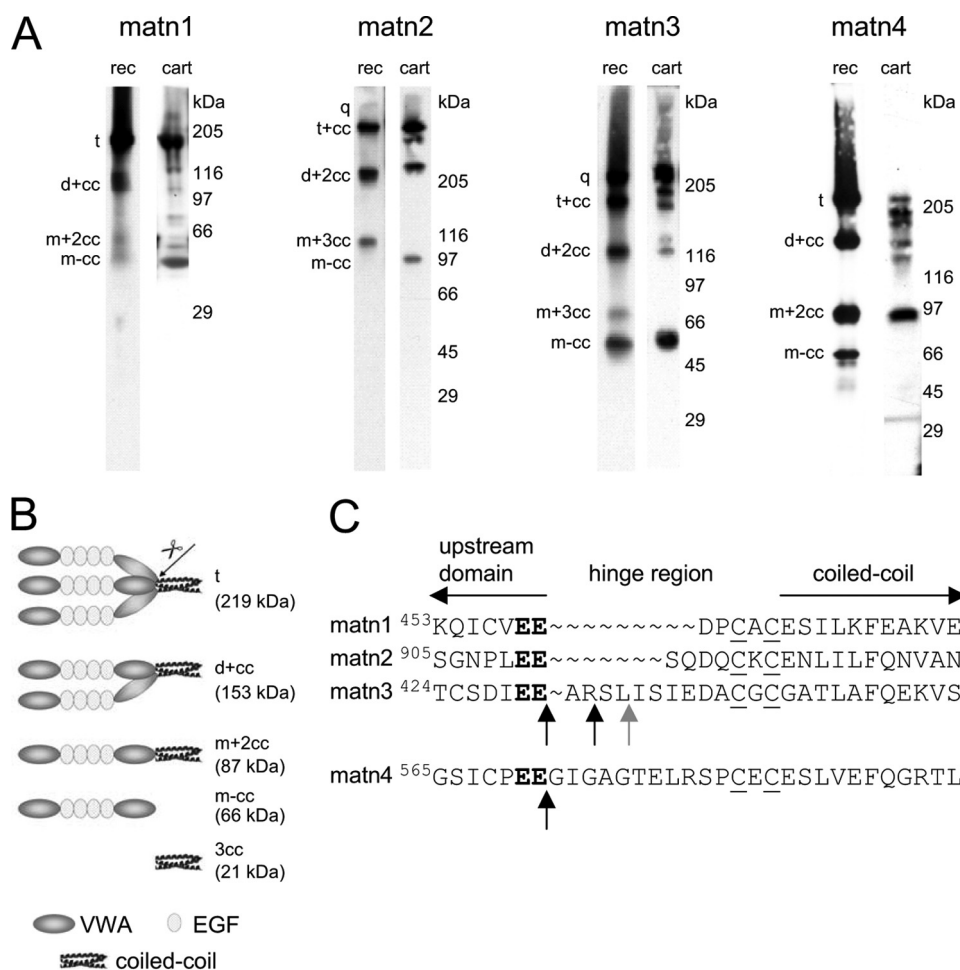 A
matn1
matn2
matn3
matn4
rec cart
kDa
t
d+cc
m+2cc
m-cc
205
116
97
66
29
rec cart
kDa
q
t+cc
d+2cc
m+3cc
m-cc
205
116
97
66
45
29
rec cart
kDa
q
t+cc
d+2cc
m+3cc
m-cc
205
116
97
66
45
29
rec cart
kDa
t
d+cc
m+2cc
m-cc
205
116
97
66
45
29
B
t
(219 kDa)
d+cc
(153 kDa)
m+2cc
(87 kDa)
m-cc
(66 kDa)
3cc
(21 kDa)
VWA EGF
coiled-coil
C
upstream
domain
hinge region
coiled-coil
matn1 453KQICVEE~~~~~~~~~DPCACESILKFEAKVE
matn2 905SGNPLEE~~~~~~~SQDQCKCENLILFQNVAN
matn3 424TCSDIEE~ARSLISIEDACGCGATLAFQEKVS
matn4 565GSICPEEGIGAGTELRSPCECESLVEFQGRTL